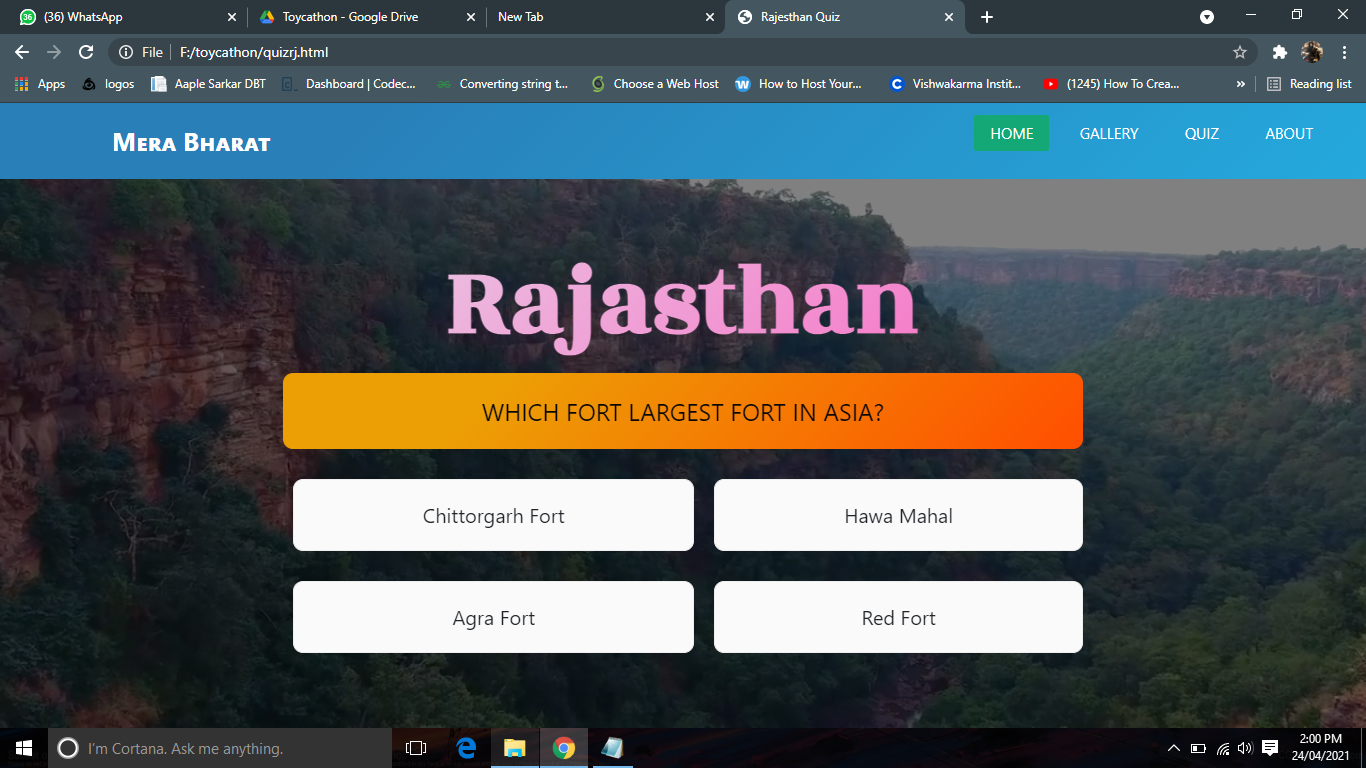 (36) WhatsApp
Toycathon - Google Drive
New Tab
Rajesthan Quiz
File
F:/toycathon/quizrj.html
Apps
logos
Aaple Sarkar DBT
Dashboard | Codec...
Converting string t...
Choose a Web Host
How to Host Your...
Vishwakarma Instit...
(1245) How To Crea...
»
Reading list
Mera Bharat
HOME
GALLERY
QUIZ
ABOUT
Rajasthan
WHICH FORT LARGEST FORT IN ASIA?
Chittorgarh Fort
Hawa Mahal
Agra Fort
Red Fort
I'm Cortana. Ask me anything.
2:00 PM
24/04/2021